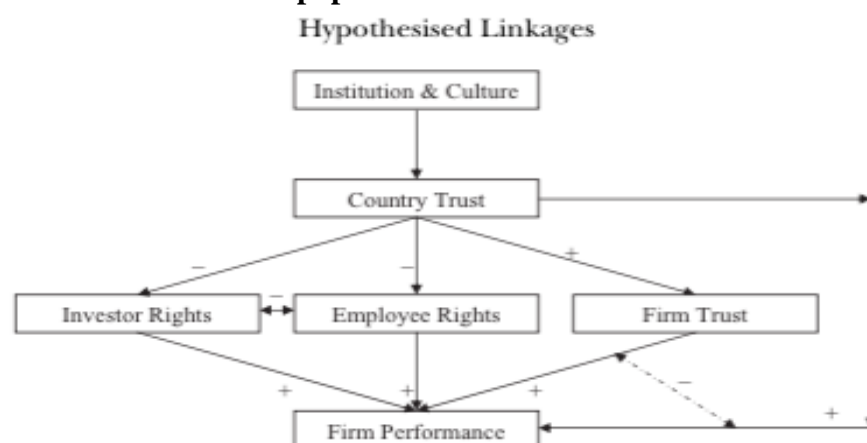 Hypothesised Linkages
Institution & Culture
Country Trust
−
−
+
Investor Rights
−
Employee Rights
Firm Trust
+
+
+
−
+
Firm Performance